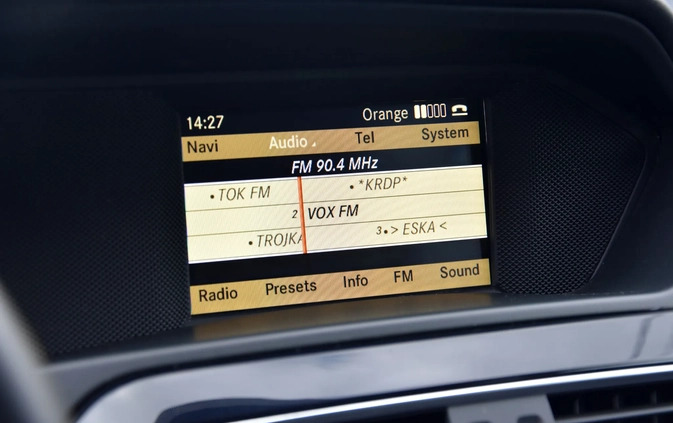 14:27 Orange
Navi Audio Tel System
FM 90.4 MHz
•TOK FM •*KRDP*
2 VOX FM
•TROJKA 3•> ESKA <
Radio Presets Info FM Sound